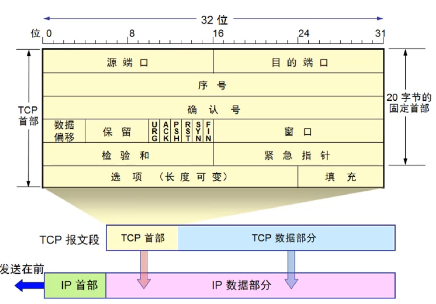 32 位
位 0 8 16 24 31
源 端 口 目 的 端 口
序 号
TCP 首部
确 认 号
20 字节的 固定首部
数据 偏移 保 留 URG ACK PSH RST SYN FIN 窗 口
检 验 和 紧 急 指 针
选 项 （长 度 可 变） 填 充
TCP 报文段 TCP 首部 TCP 数据部分
发送在前
IP 首部 IP 数据部分